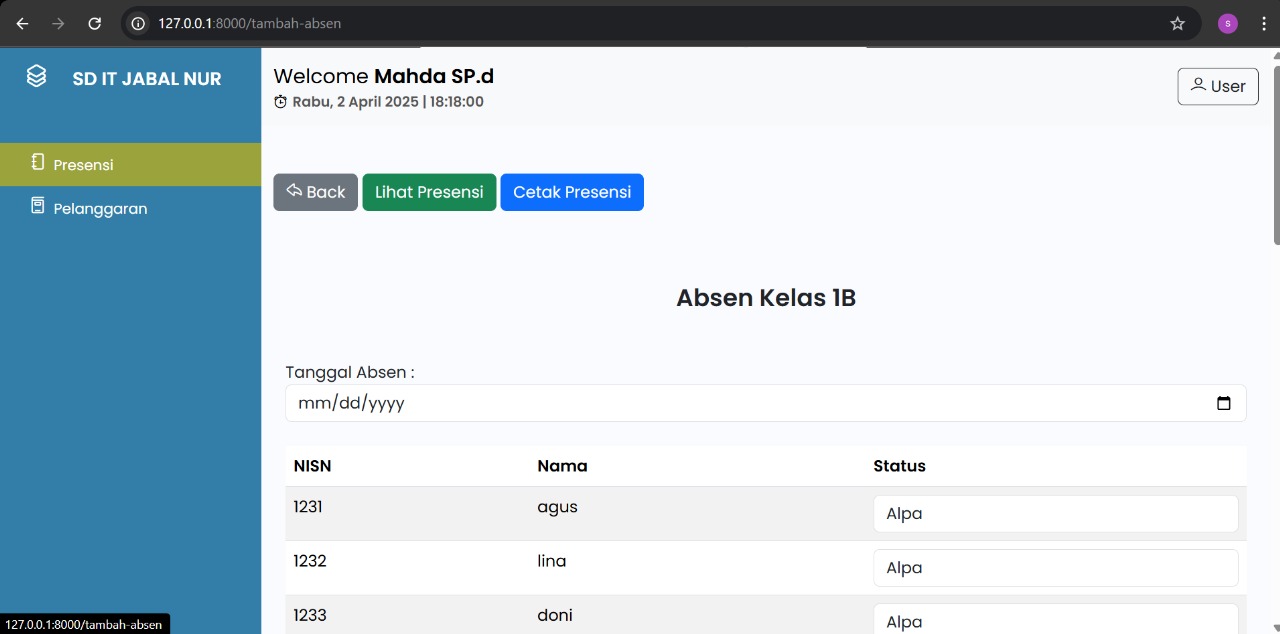 127.0.0.1:8000/tambah-absen
s
SD IT JABAL NUR
Welcome Mahda SP.d
Rabu, 2 April 2025 | 18:18:00
User
Presensi
Pelanggaran
Back Lihat Presensi Cetak Presensi
Absen Kelas 1B
Tanggal Absen :
mm/dd/yyyy
NISN Nama Status
1231 agus Alpa
1232 lina Alpa
1233 doni Alpa
127.0.0.1:8000/tambah-absen